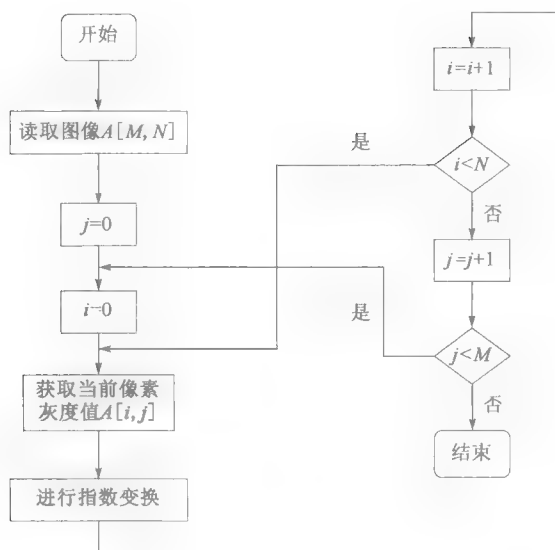 开始
读取图像A[M, N]
j=0
i=0
获取当前像素
灰度值A[i,j]
进行指数变换
i=i+1
i<N
是
否
j=j+1
j<M
是
否
结束